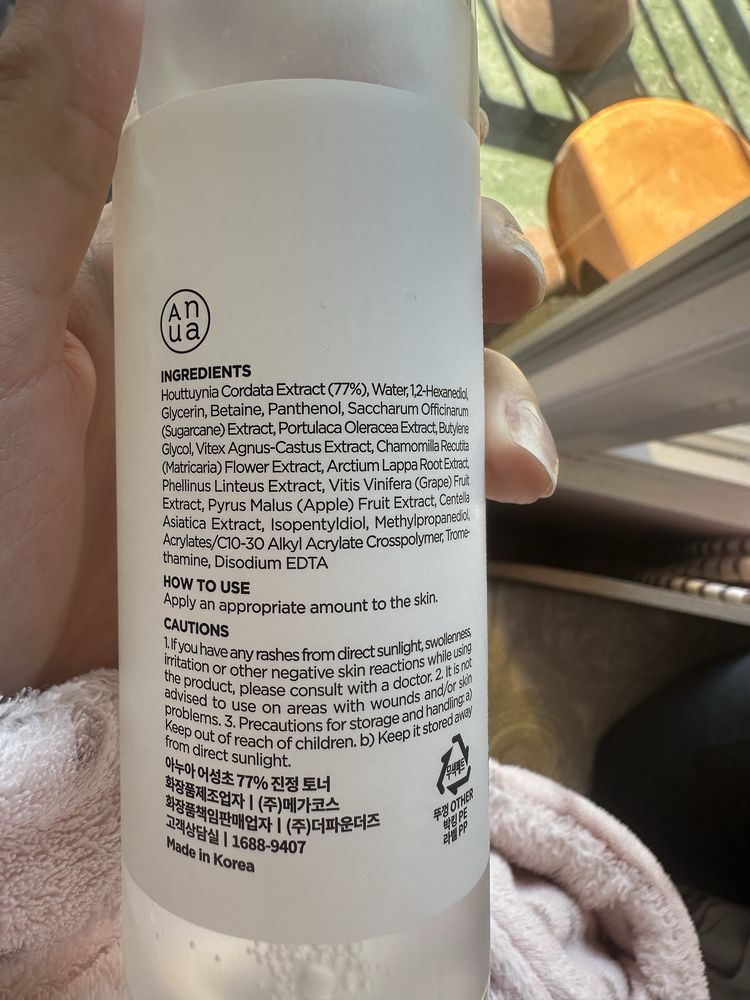 An
ua
INGREDIENTS
Houttuynia Cordata Extract (77%), Water, 1,2-Hexanediol,
Glycerin, Betaine, Panthenol, Saccharum Officinarum
(Sugarcane) Extract, Portulaca Oleracea Extract, Butylene
Glycol, Vitex Agnus-Castus Extract, Chamomilla Recutita
(Matricaria) Flower Extract, Arctium Lappa Root Extract,
Phellinus Linteus Extract, Vitis Vinifera (Grape) Fruit
Extract, Pyrus Malus (Apple) Fruit Extract, Centella
Asiatica Extract, Isopentyldiol, Methylpropanediol,
Acrylates/C10-30 Alkyl Acrylate Crosspolymer, Trome-
thamine, Disodium EDTA
HOW TO USE
Apply an appropriate amount to the skin.
CAUTIONS
1. If you have any rashes from direct sunlight, swollenness,
irritation or other negative skin reactions while using
the product, please consult with a doctor. 2. It is not
advised to use on areas with wounds and/or skin
problems. 3. Precautions for storage and handling: a)
Keep out of reach of children. b) Keep it stored away
from direct sunlight.
아누아 어성초 77% 진정 토너
화장품제조업자 | (주)메가코스
화장품책임판매업자 | (주)더파운더즈
고객상담실 | 1688-9407
Made in Korea
무색페트
뚜껑 OTHER
박킹 PE
라벨 PP